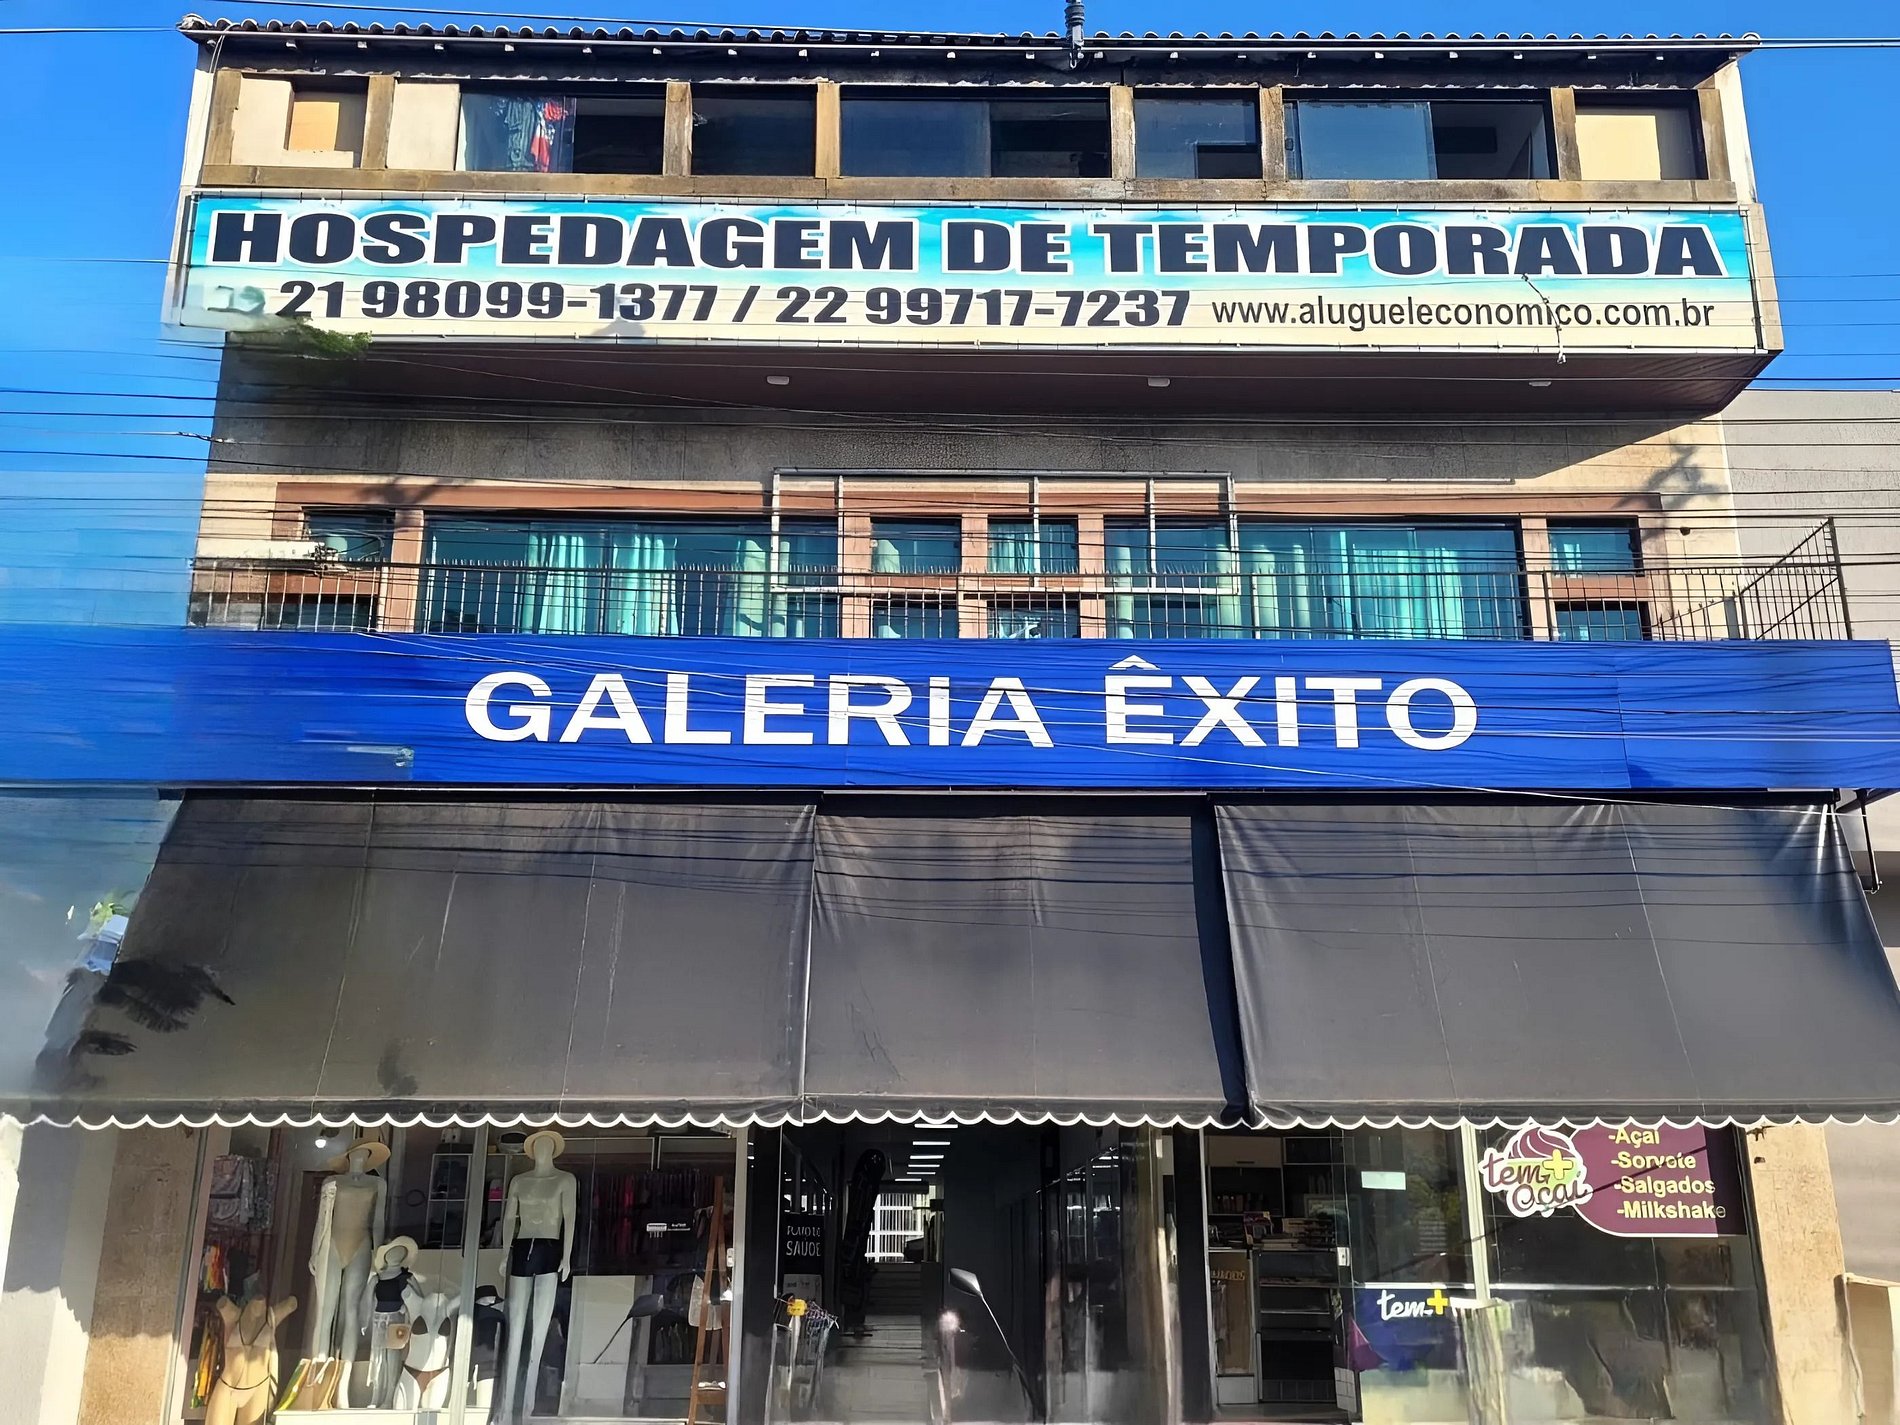 HOSPEDAGEM DE TEMPORADA
21 98099-1377 / 22 99717-7237 www.alugueleconomico.com.br
GALERIA ÊXITO
tem+
açaí
-Açaí
-Sorvete
-Salgados
-Milkshake
SAÚDE
tem+